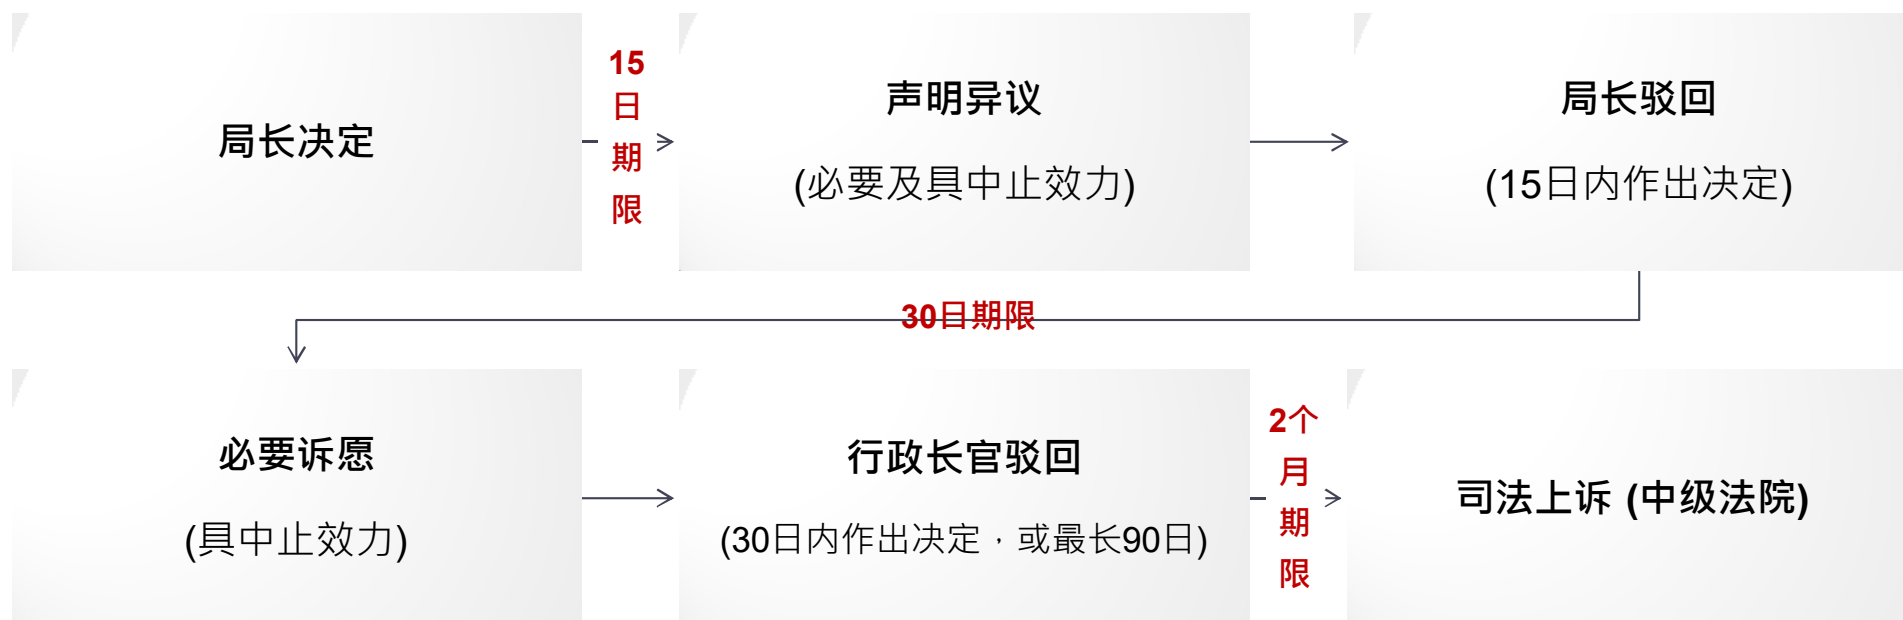 局长决定
15
日
期
限
声明异议
(必要及具中止效力)
局长驳回
(15日内作出决定)
30日期限
必要诉愿
(具中止效力)
行政长官驳回
(30日内作出决定，或最长90日)
2个
月
期
限
司法上诉 (中级法院)